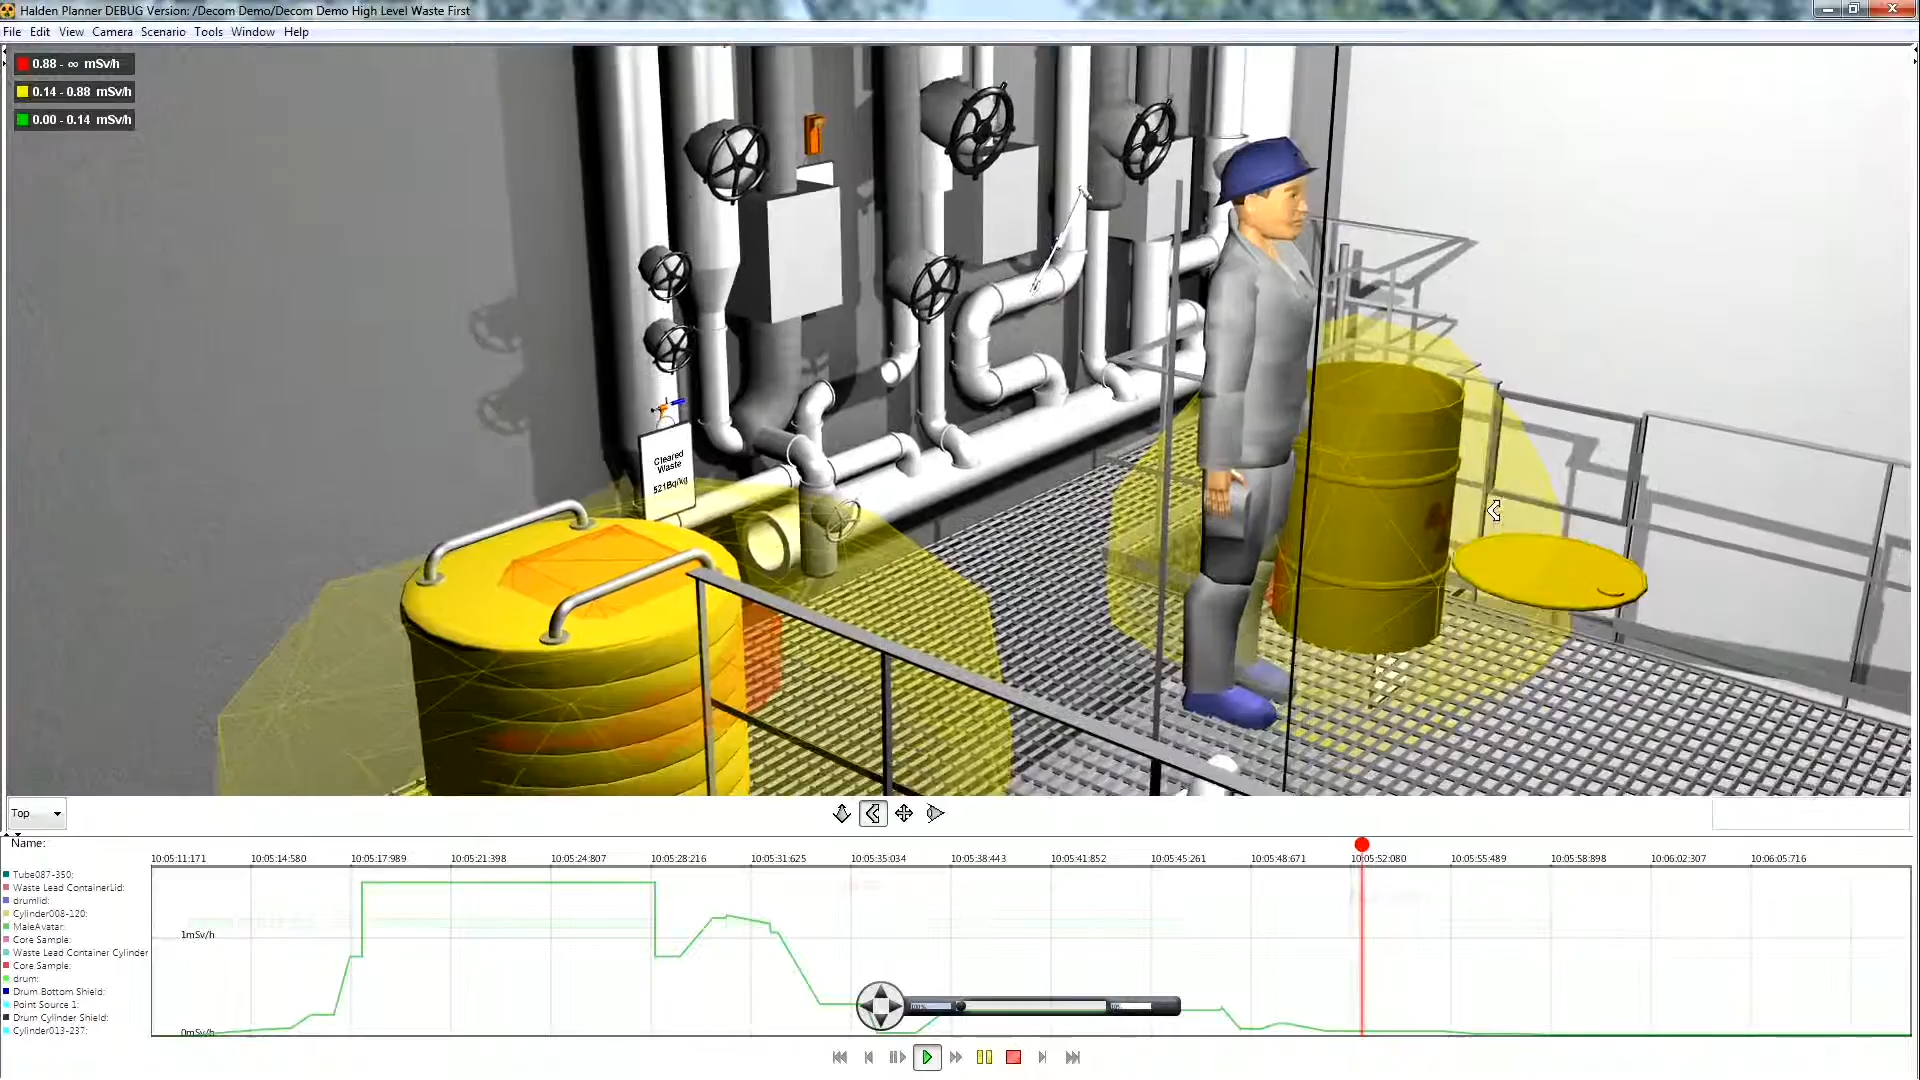 Halden Planner DEBUG Version: /Decom Demo/Decom Demo High Level Waste First
File Edit View Camera Scenario Tools Window Help
0.88 - ∞ mSv/h
0.14 - 0.88 mSv/h
0.00 - 0.14 mSv/h
Cleared
Waste
521Bq/kg
Top
Name:
10:05:11:171 10:05:14:580 10:05:17:989 10:05:21:398 10:05:24:807 10:05:28:216 10:05:31:625 10:05:35:034 10:05:38:443 10:05:41:852 10:05:45:261 10:05:48:671 10:05:52:080 10:05:55:489 10:05:58:898 10:06:02:307 10:06:05:716
Tube087-350:
Waste Lead ContainerLid:
drumlid:
Cylinder008-120:
MaleAvatar:
Core Sample:
Waste Lead Container Cylinder
Core Sample:
drum:
Drum Bottom Shield:
Point Source 1:
Drum Cylinder Shield:
Cylinder013-237:
1mSv/h
0mSv/h